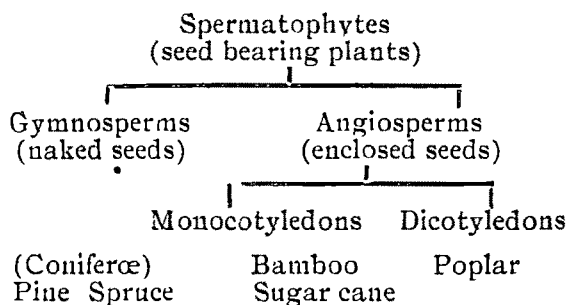 Spermatophytes
(seed bearing plants)
Gymnosperms Angiosperms
(naked seeds) (enclosed seeds)
Monocotyledons Dicotyledons
(Coniferœ) Bamboo Poplar
Pine Spruce Sugar cane